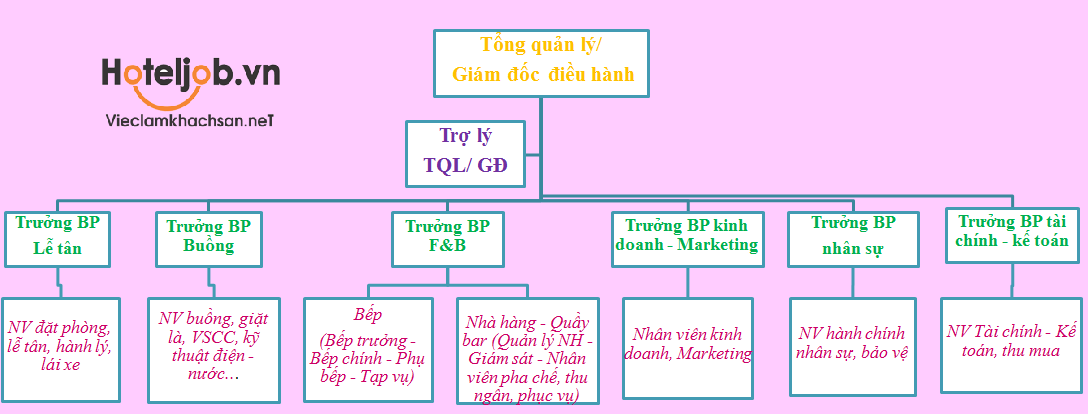 Tổng quản lý/
Giám đốc điều hành
Hoteljob.vn
Vieclamkhachsan.neT
Trợ lý
TQL/ GĐ
Trưởng BP
Lễ tân
Trưởng BP
Buồng
Trưởng BP
F&B
Trưởng BP kinh
doanh - Marketing
Trưởng BP
nhân sự
Trưởng BP tài
chính - kế toán
NV đặt phòng,
lễ tân, hành lý,
lái xe
NV buồng, giặt
là, VSCC, kỹ
thuật điện -
nước…
Bếp
(Bếp trưởng -
Bếp chính - Phụ
bếp - Tạp vụ)
Nhà hàng - Quầy
bar (Quản lý NH -
Giám sát - Nhân
viên pha chế, thu
ngân, phục vụ)
Nhân viên kinh
doanh, Marketing
NV hành chính
nhân sự, bảo vệ
NV Tài chính - Kế
toán, thu mua